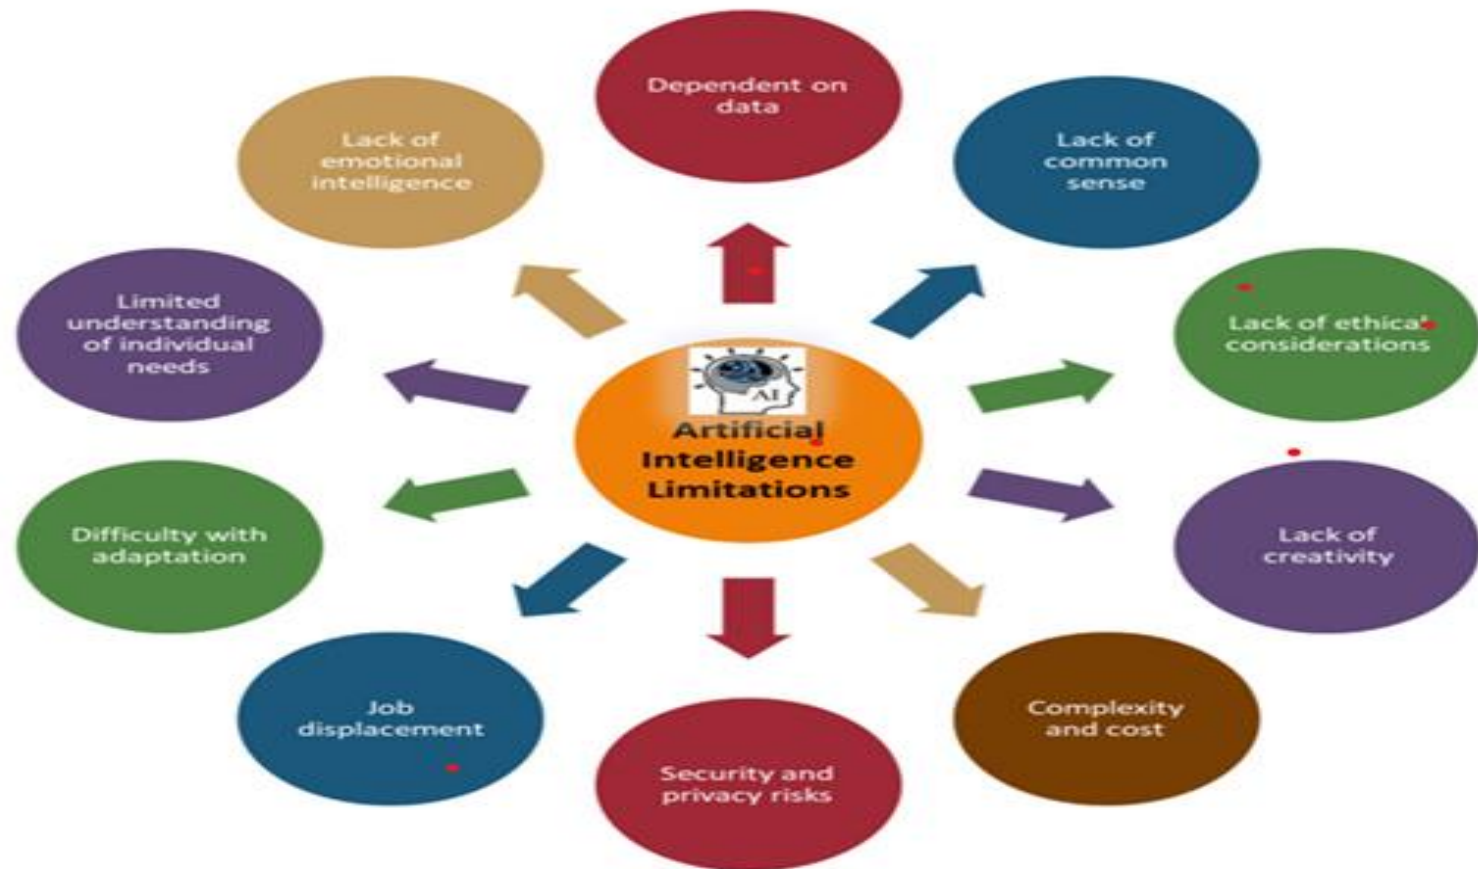 AI
Artificial
Intelligence
Limitations
Dependent on
data
Lack of
common
sense
Lack of ethical
considerations
Lack of
creativity
Complexity
and cost
Security and
privacy risks
Job
displacement
Difficulty with
adaptation
Limited
understanding
of individual
needs
Lack of
emotional
intelligence